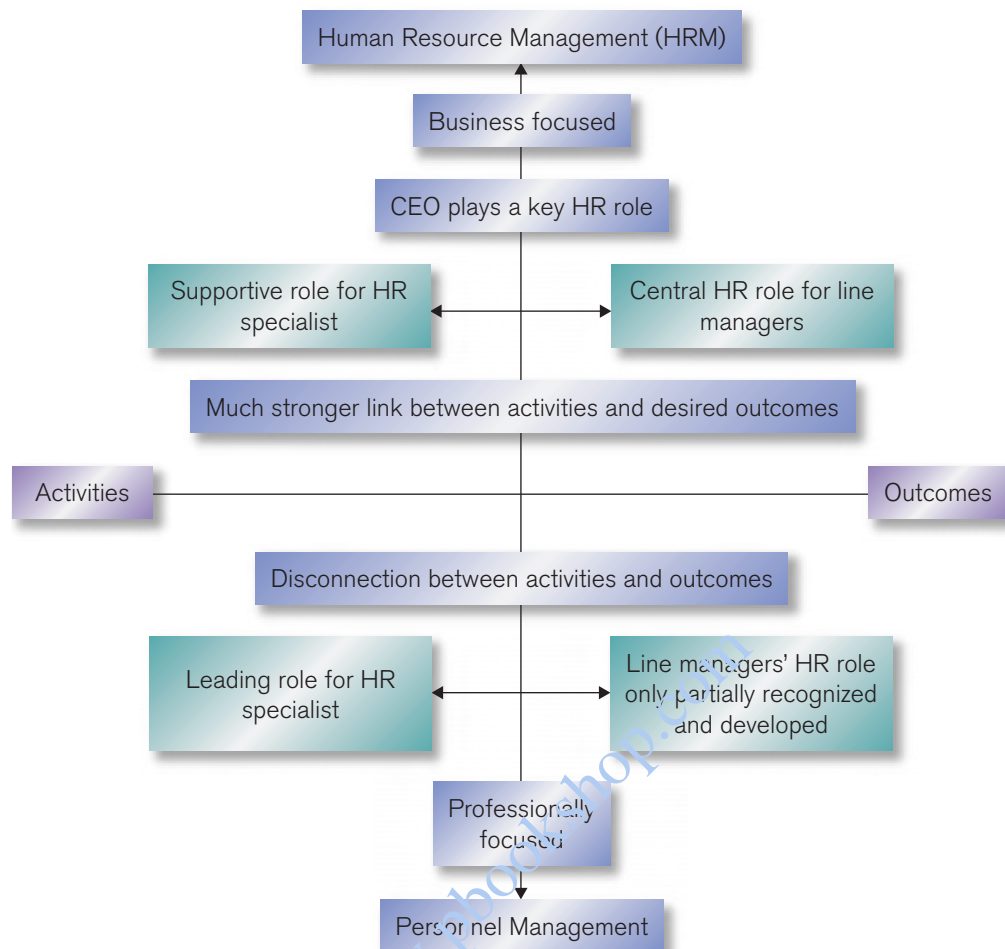 Human Resource Management (HRM)
Business focused
CEO plays a key HR role
Supportive role for HR
specialist
Central HR role for line
managers
Much stronger link between activities and desired outcomes
Activities
Outcomes
Disconnection between activities and outcomes
Leading role for HR
specialist
Line managers' HR role
only partially recognized
and developed
Professionally
focused
Personnel Management
pbookshop.com